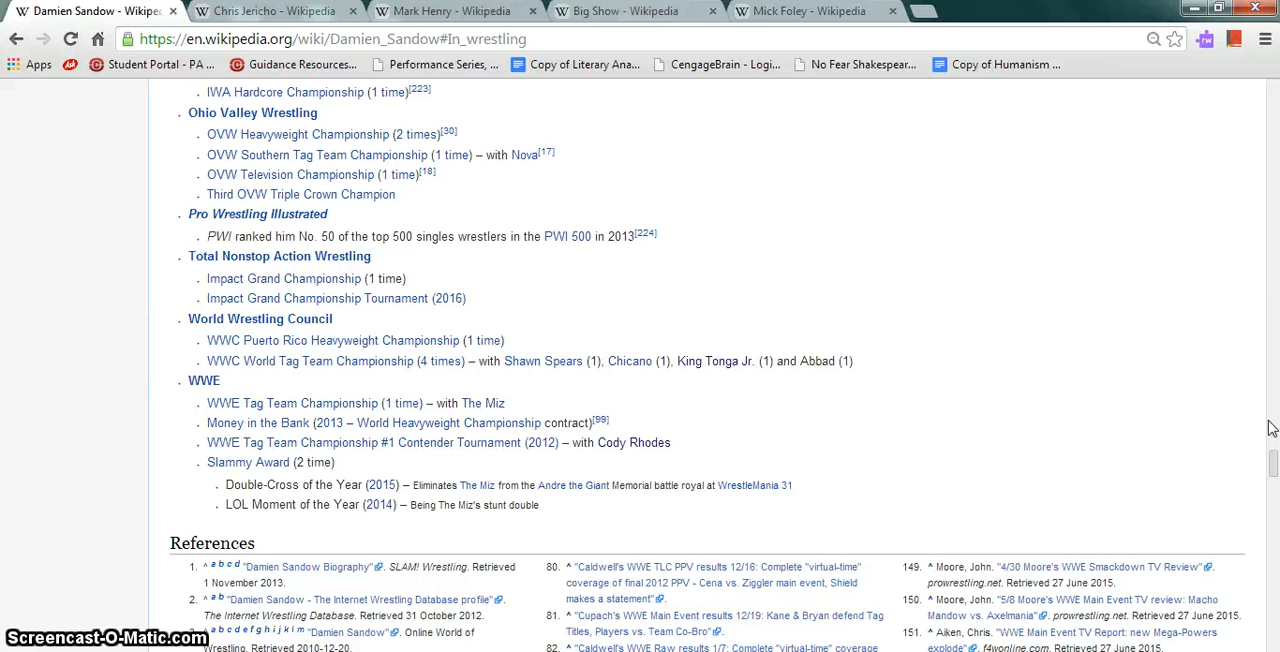 Damien Sandow - Wikipe
Chris Jericho - Wikipedia
Mark Henry - Wikipedia
Big Show - Wikipedia
Mick Foley - Wikipedia
https://en.wikipedia.org/wiki/Damien_Sandow#In_wrestling
Apps
Student Portal - PA ...
Guidance Resources...
Performance Series, ...
Copy of Literary Ana...
CengageBrain - Logi...
No Fear Shakespear...
Copy of Humanism ...
IWA Hardcore Championship (1 time)[223]
Ohio Valley Wrestling
OVW Heavyweight Championship (2 times)[30]
OVW Southern Tag Team Championship (1 time) – with Nova[17]
OVW Television Championship (1 time)[18]
Third OVW Triple Crown Champion
Pro Wrestling Illustrated
PWI ranked him No. 50 of the top 500 singles wrestlers in the PWI 500 in 2013[224]
Total Nonstop Action Wrestling
Impact Grand Championship (1 time)
Impact Grand Championship Tournament (2016)
World Wrestling Council
WWC Puerto Rico Heavyweight Championship (1 time)
WWC World Tag Team Championship (4 times) – with Shawn Spears (1), Chicano (1), King Tonga Jr. (1) and Abbad (1)
WWE
WWE Tag Team Championship (1 time) – with The Miz
Money in the Bank (2013 – World Heavyweight Championship contract)[99]
WWE Tag Team Championship #1 Contender Tournament (2012) – with Cody Rhodes
Slammy Award (2 time)
Double-Cross of the Year (2015) – Eliminates The Miz from the Andre the Giant Memorial battle royal at WrestleMania 31
LOL Moment of the Year (2014) – Being The Miz's stunt double
References
1. ^ a b c d "Damien Sandow Biography". SLAM! Wrestling. Retrieved
1 November 2013.
2. ^ a b "Damien Sandow - The Internet Wrestling Database profile".
The Internet Wrestling Database. Retrieved 31 October 2012.
^ a b c d e f g h i j k l m "Damien Sandow". Online World of
Wrestling. Retrieved 2010-12-20.
80. ^ "Caldwell's WWE TLC PPV results 12/16: Complete "virtual-time"
coverage of final 2012 PPV - Cena vs. Ziggler main event, Shield
makes a statement".
81. ^ "Cupach's WWE Main Event results 12/19: Kane & Bryan defend Tag
Titles, Players vs. Team Co-Bro".
82. ^ "Caldwell's WWE Raw results 1/7: Complete "virtual-time" coverage
149. ^ Moore, John. "4/30 Moore's WWE Smackdown TV Review".
prowrestling.net. Retrieved 27 June 2015.
150. ^ Moore, John. "5/8 Moore's WWE Main Event TV review: Macho
Mandow vs. Axelmania". prowrestling.net. Retrieved 27 June 2015.
151. ^ Aiken, Chris. "WWE Main Event TV Report: new Mega-Powers
explode". f4wonline.com. Retrieved 27 June 2015.
Screencast-O-Matic.com